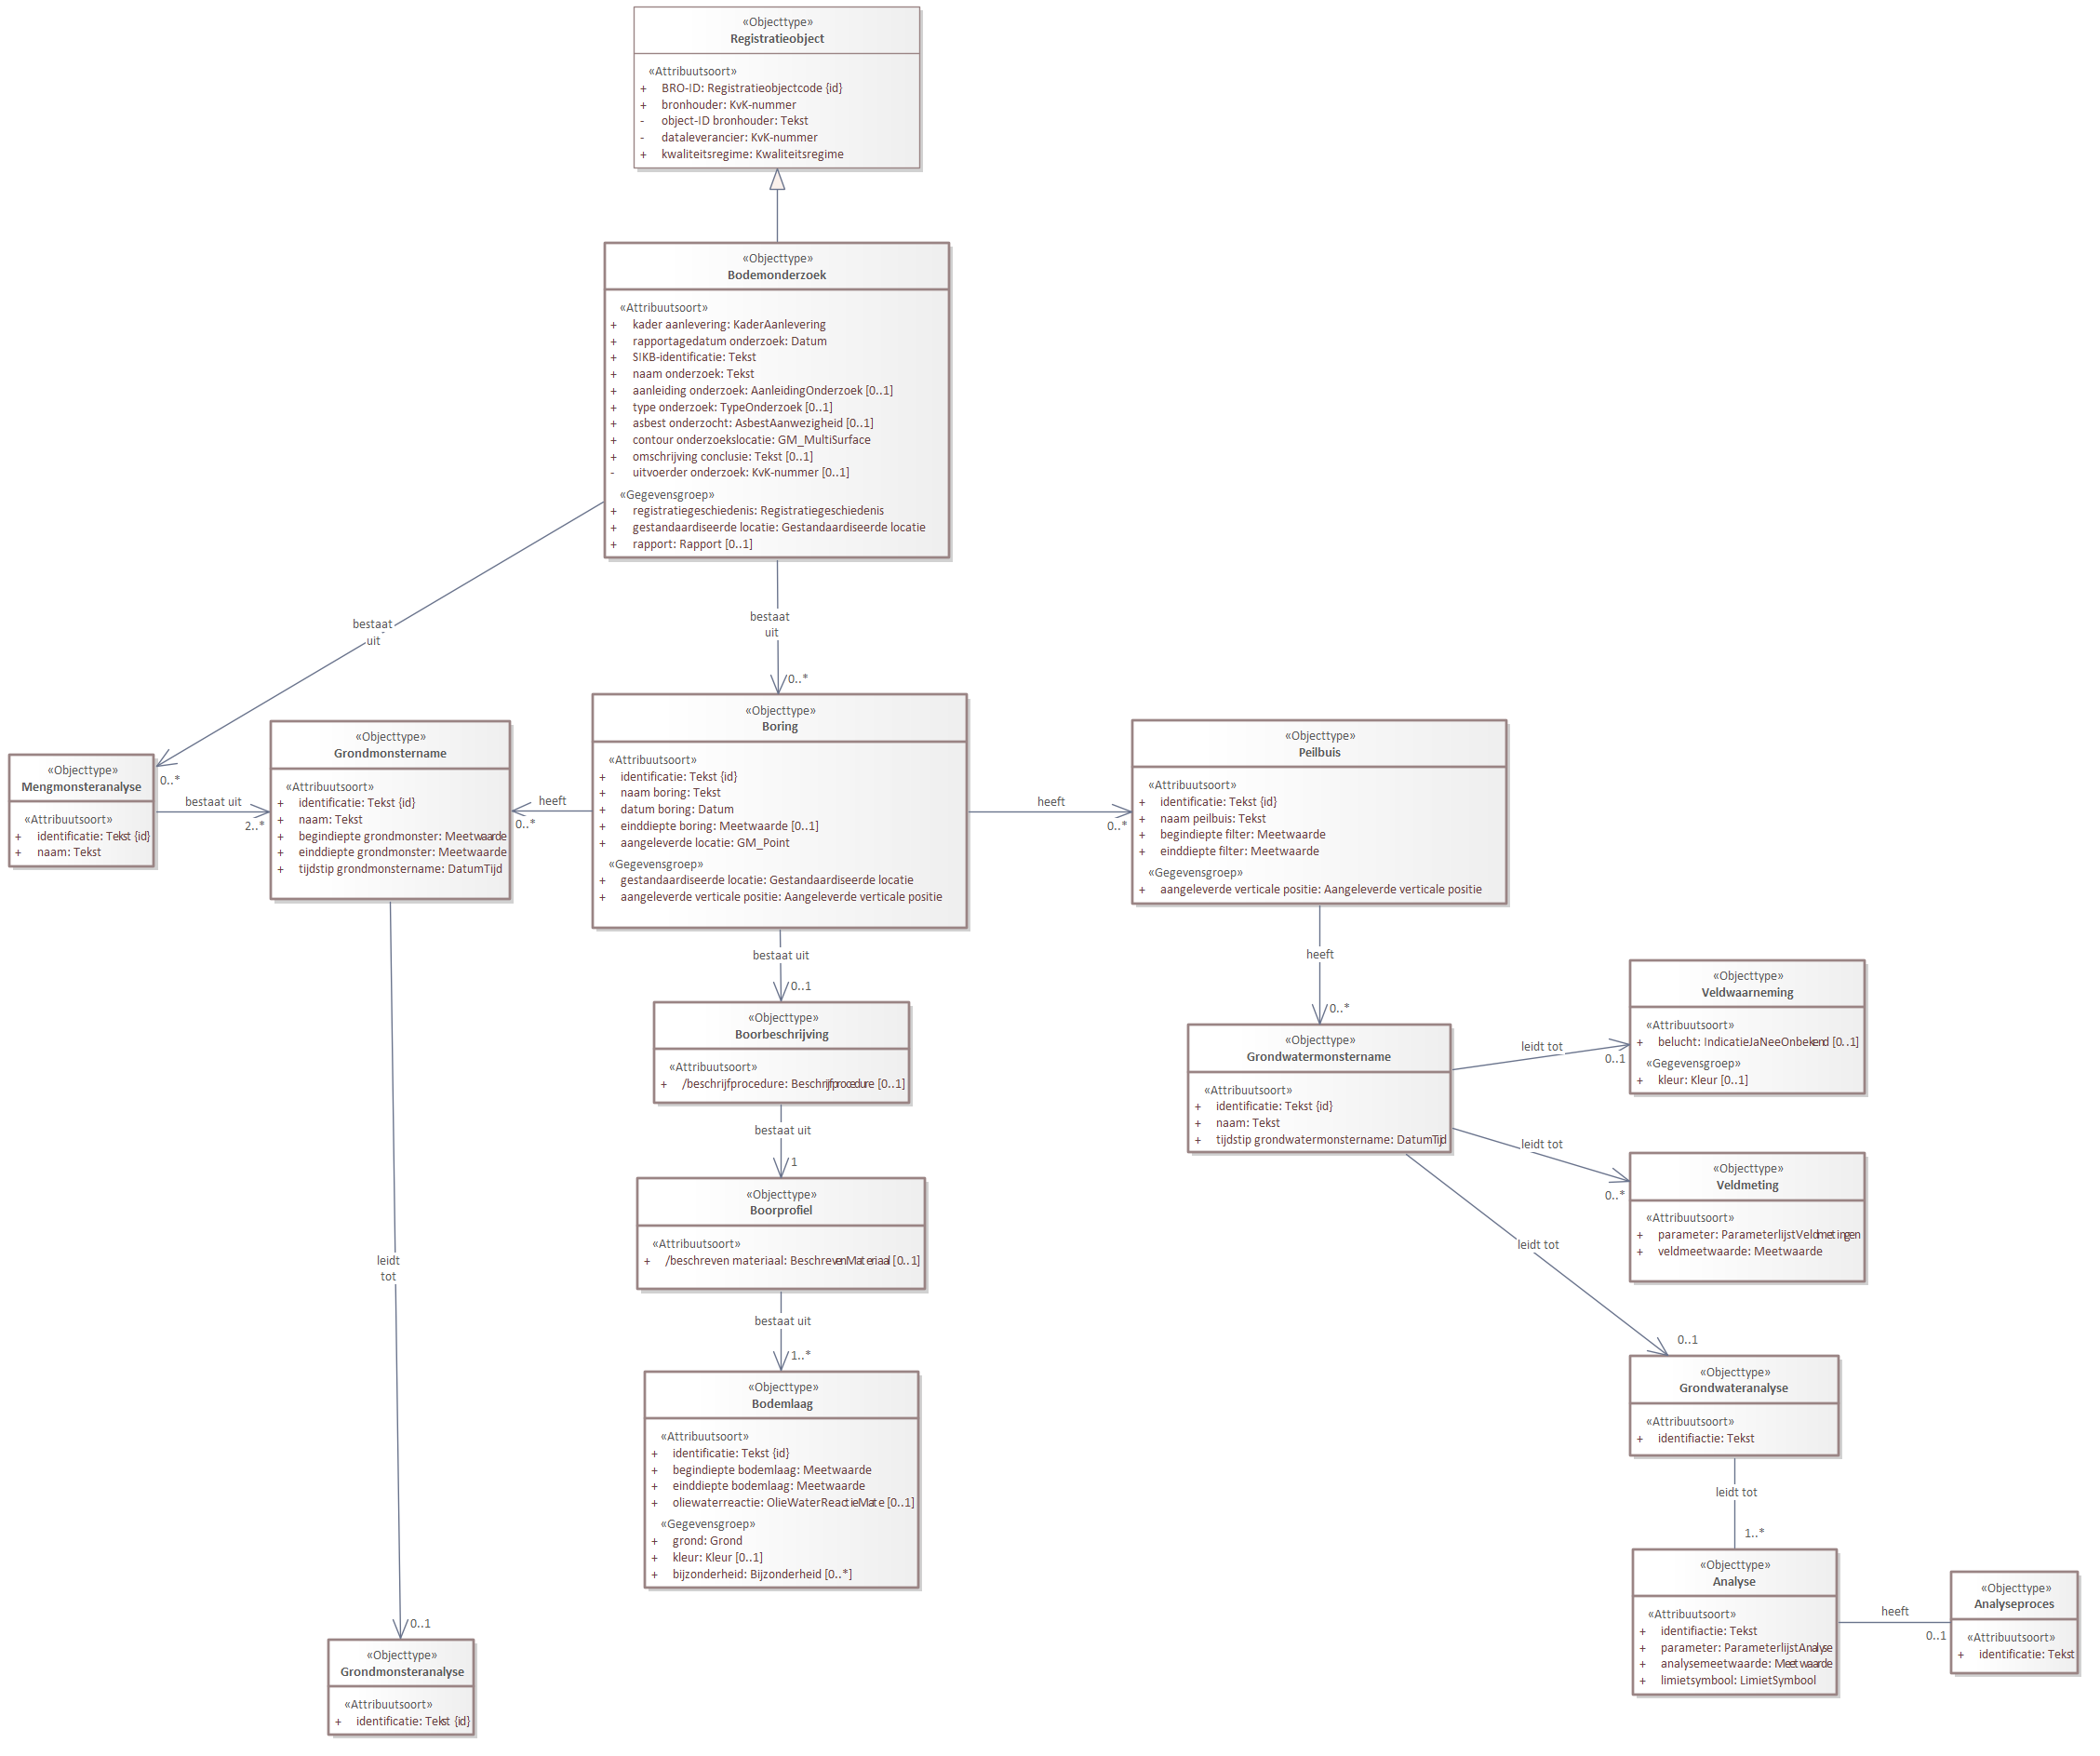 «Objecttype»
Registratieobject
«Attribuutsoort»
+ BRO-ID: Registratieobjectcode {id}
+ bronhouder: KvK-nummer
- object-ID bronhouder: Tekst
- dataleverancier: KvK-nummer
+ kwaliteitsregime: Kwaliteitsregime
«Objecttype»
Bodemonderzoek
«Attribuutsoort»
+ kader aanlevering: KaderAanlevering
+ rapportagedatum onderzoek: Datum
+ SIKB-identificatie: Tekst
+ naam onderzoek: Tekst
+ aanleiding onderzoek: AanleidingOnderzoek [0..1]
+ type onderzoek: TypeOnderzoek [0..1]
+ asbest onderzocht: AsbestAanwezigheid [0..1]
+ contour onderzoekslocatie: GM_MultiSurface
+ omschrijving conclusie: Tekst [0..1]
- uitvoerder onderzoek: KvK-nummer [0..1]
«Gegevensgroep»
+ registratiegeschiedenis: Registratiegeschiedenis
+ gestandaardiseerde locatie: Gestandaardiseerde locatie
+ rapport: Rapport [0..1]
bestaat
uit
0..*
bestaat
uit
0..*
«Objecttype»
Mengmonsteranalyse
«Attribuutsoort»
+ identificatie: Tekst {id}
+ naam: Tekst
bestaat uit
2..*
«Objecttype»
Grondmonstername
«Attribuutsoort»
+ identificatie: Tekst {id}
+ naam: Tekst
+ begindiepte grondmonster: Meetwaarde
+ einddiepte grondmonster: Meetwaarde
+ tijdstip grondmonstername: DatumTijd
heeft
0..*
«Objecttype»
Boring
«Attribuutsoort»
+ identificatie: Tekst {id}
+ naam boring: Tekst
+ datum boring: Datum
+ einddiepte boring: Meetwaarde [0..1]
+ aangeleverde locatie: GM_Point
«Gegevensgroep»
+ gestandaardiseerde locatie: Gestandaardiseerde locatie
+ aangeleverde verticale positie: Aangeleverde verticale positie
heeft
0..*
«Objecttype»
Peilbuis
«Attribuutsoort»
+ identificatie: Tekst {id}
+ naam peilbuis: Tekst
+ begindiepte filter: Meetwaarde
+ einddiepte filter: Meetwaarde
«Gegevensgroep»
+ aangeleverde verticale positie: Aangeleverde verticale positie
bestaat uit
0..1
«Objecttype»
Boorbeschrijving
«Attribuutsoort»
+ /beschrijfprocedure: Beschrijfprocedure [0..1]
bestaat uit
1
«Objecttype»
Boorprofiel
«Attribuutsoort»
+ /beschreven materiaal: BeschrevenMateriaal [0..1]
bestaat uit
1..*
«Objecttype»
Bodemlaag
«Attribuutsoort»
+ identificatie: Tekst {id}
+ begindiepte bodemlaag: Meetwaarde
+ einddiepte bodemlaag: Meetwaarde
+ oliewaterreactie: OlieWaterReactieMate [0..1]
«Gegevensgroep»
+ grond: Grond
+ kleur: Kleur [0..1]
+ bijzonderheid: Bijzonderheid [0..*]
leidt
tot
0..1
«Objecttype»
Grondmonsteranalyse
«Attribuutsoort»
+ identificatie: Tekst {id}
heeft
0..*
«Objecttype»
Grondwatermonstername
«Attribuutsoort»
+ identificatie: Tekst {id}
+ naam: Tekst
+ tijdstip grondwatermonstername: DatumTijd
leidt tot
0..1
«Objecttype»
Veldwaarneming
«Attribuutsoort»
+ belucht: IndicatieJaNeeOnbekend [0..1]
«Gegevensgroep»
+ kleur: Kleur [0..1]
leidt tot
0..*
«Objecttype»
Veldmeting
«Attribuutsoort»
+ parameter: ParameterlijstVeldmetingen
+ veldmeetwaarde: Meetwaarde
leidt tot
0..1
«Objecttype»
Grondwateranalyse
«Attribuutsoort»
+ identifiactie: Tekst
leidt tot
1..*
«Objecttype»
Analyse
«Attribuutsoort»
+ identifiactie: Tekst
+ parameter: ParameterlijstAnalyse
+ analysemeetwaarde: Meetwaarde
+ limietsymbool: LimietSymbool
heeft
0..1
«Objecttype»
Analyseproces
«Attribuutsoort»
+ identificatie: Tekst